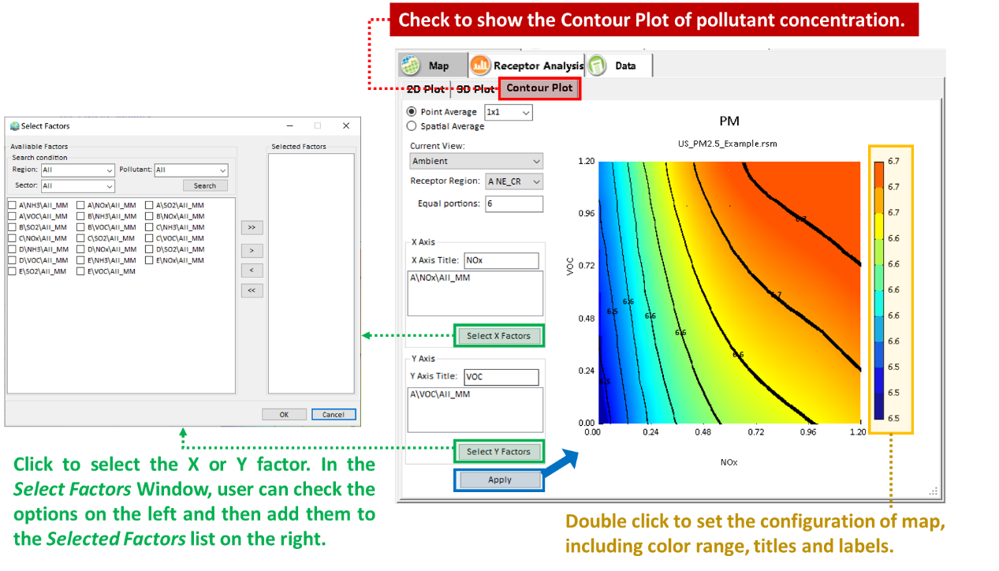 Check to show the Contour Plot of pollutant concentration.
Map
Receptor Analysis
Data
2D Plot
3D Plot
Contour Plot
Point Average
1x1
Spatial Average
Current View:
Ambient
Receptor Region:
A NE_CR
Equal portions:
6
X Axis
X Axis Title:
NOx
A\NOx\All_MM
Select X Factors
Y Axis
Y Axis Title:
VOC
A\VOC\All_MM
Select Y Factors
Apply
PM
US_PM2.5_Example.rsm
VOC
1.20
0.96
0.72
0.48
0.24
0.00
0.00 0.24 0.48 0.72 0.96 1.20
NOx
6.7
6.7
6.6
6.6
6.6
6.6
6.5
6.5
6.7
6.7
6.7
6.6
6.6
6.6
6.6
6.6
6.5
6.5
6.5
Select Factors
Available Factors
Selected Factors
Search condition
Region: All Pollutant: All
Sector: All Search
A\NH3\All_MM A\NOx\All_MM A\SO2\All_MM
A\VOC\All_MM B\NH3\All_MM B\NOx\All_MM
B\SO2\All_MM B\VOC\All_MM C\NH3\All_MM
C\NOx\All_MM C\SO2\All_MM C\VOC\All_MM
D\NH3\All_MM D\NOx\All_MM D\SO2\All_MM
D\VOC\All_MM E\NH3\All_MM E\NOx\All_MM
E\SO2\All_MM E\VOC\All_MM
>>
>
<
<<
OK
Cancel
Click to select the X or Y factor. In the
Select Factors Window, user can check the
options on the left and then add them to
the Selected Factors list on the right.
Double click to set the configuration of map,
including color range, titles and labels.